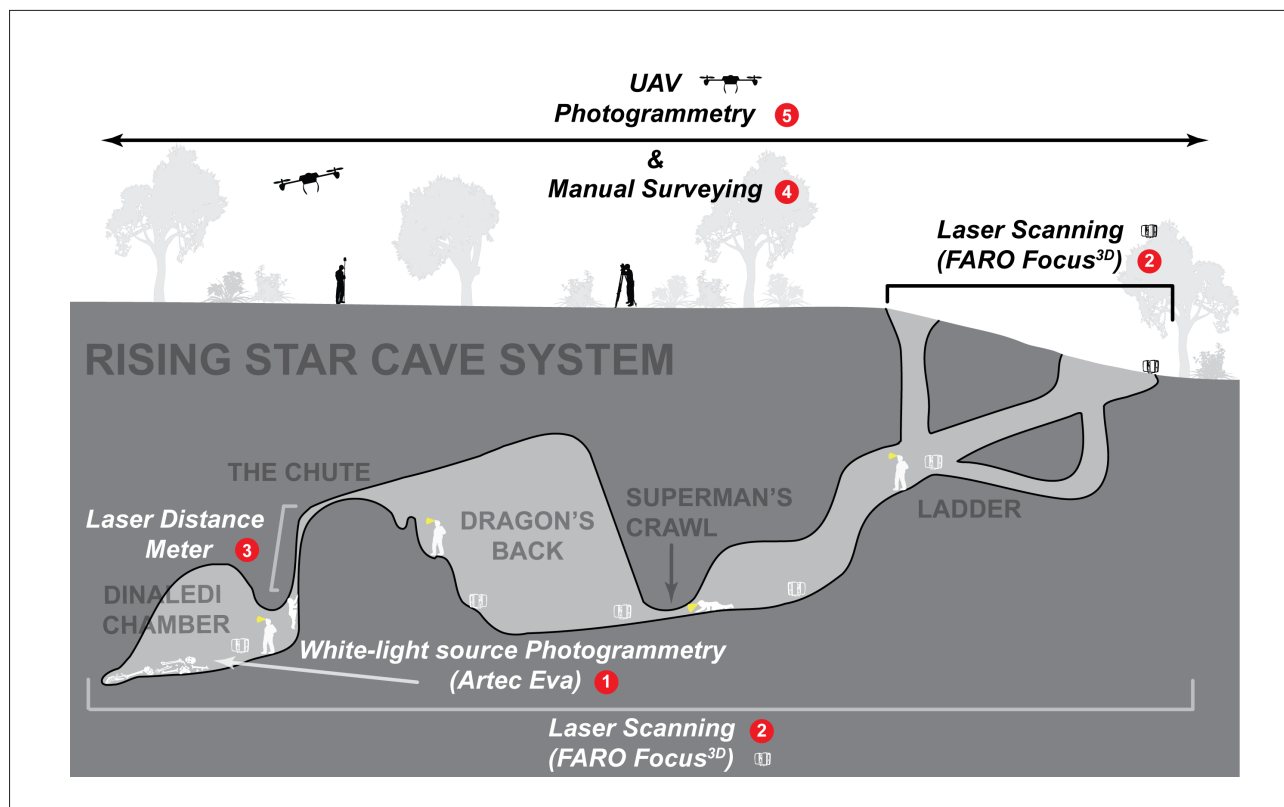 UAV
Photogrammetry 5
&
Manual Surveying 4
Laser Scanning
(FARO Focus3D) 2
RISING STAR CAVE SYSTEM
THE CHUTE
Laser Distance
Meter 3
DRAGON'S
BACK
SUPERMAN'S
CRAWL
LADDER
DINALEDI
CHAMBER
White-light source Photogrammetry
(Artec Eva) 1
Laser Scanning 2
(FARO Focus3D)